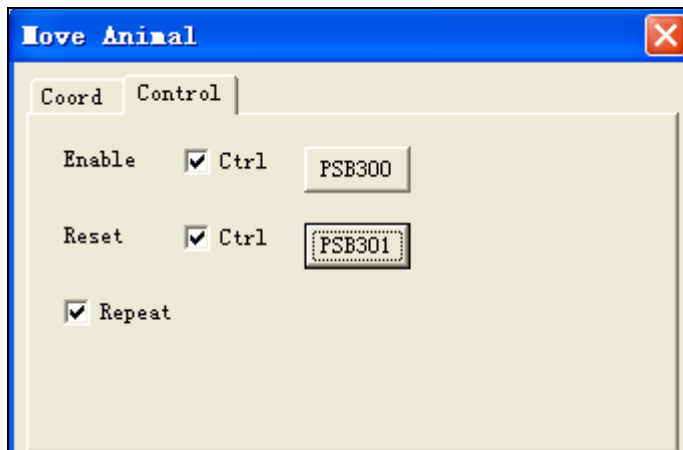 Move Animal
Coord Control
Enable Ctrl PSB300
Reset Ctrl PSB301
Repeat